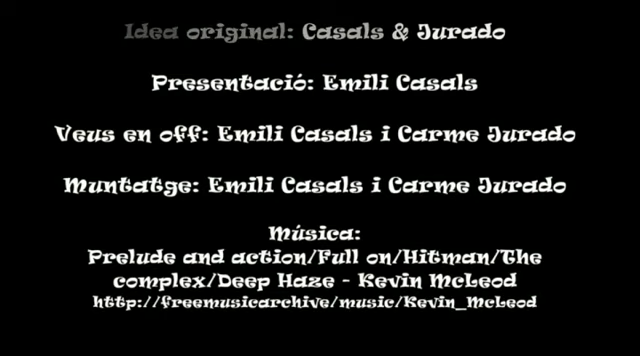 Idea original: Casals & Jurado
Presentació: Emili Casals
Veus en off: Emili Casals i Carme Jurado
Muntatge: Emili Casals i Carme Jurado
Música:
Prelude and action/Full on/Hitman/The
complex/Deep Haze - Kevin McLeod
http://freemusicarchive/music/Kevin_McLeod